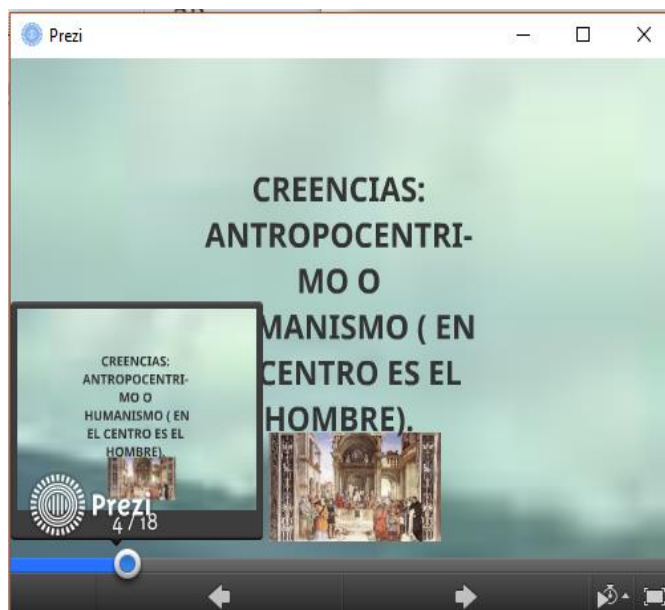 Prezi
CREENCIAS:
ANTROPOCENTRI-
MO O
MANISMO ( EN
CENTRO ES EL
HOMBRE).
CREENCIAS:
ANTROPOCENTRI-
MO O
HUMANISMO ( EN
EL CENTRO ES EL
HOMBRE).
Prezi
4/18